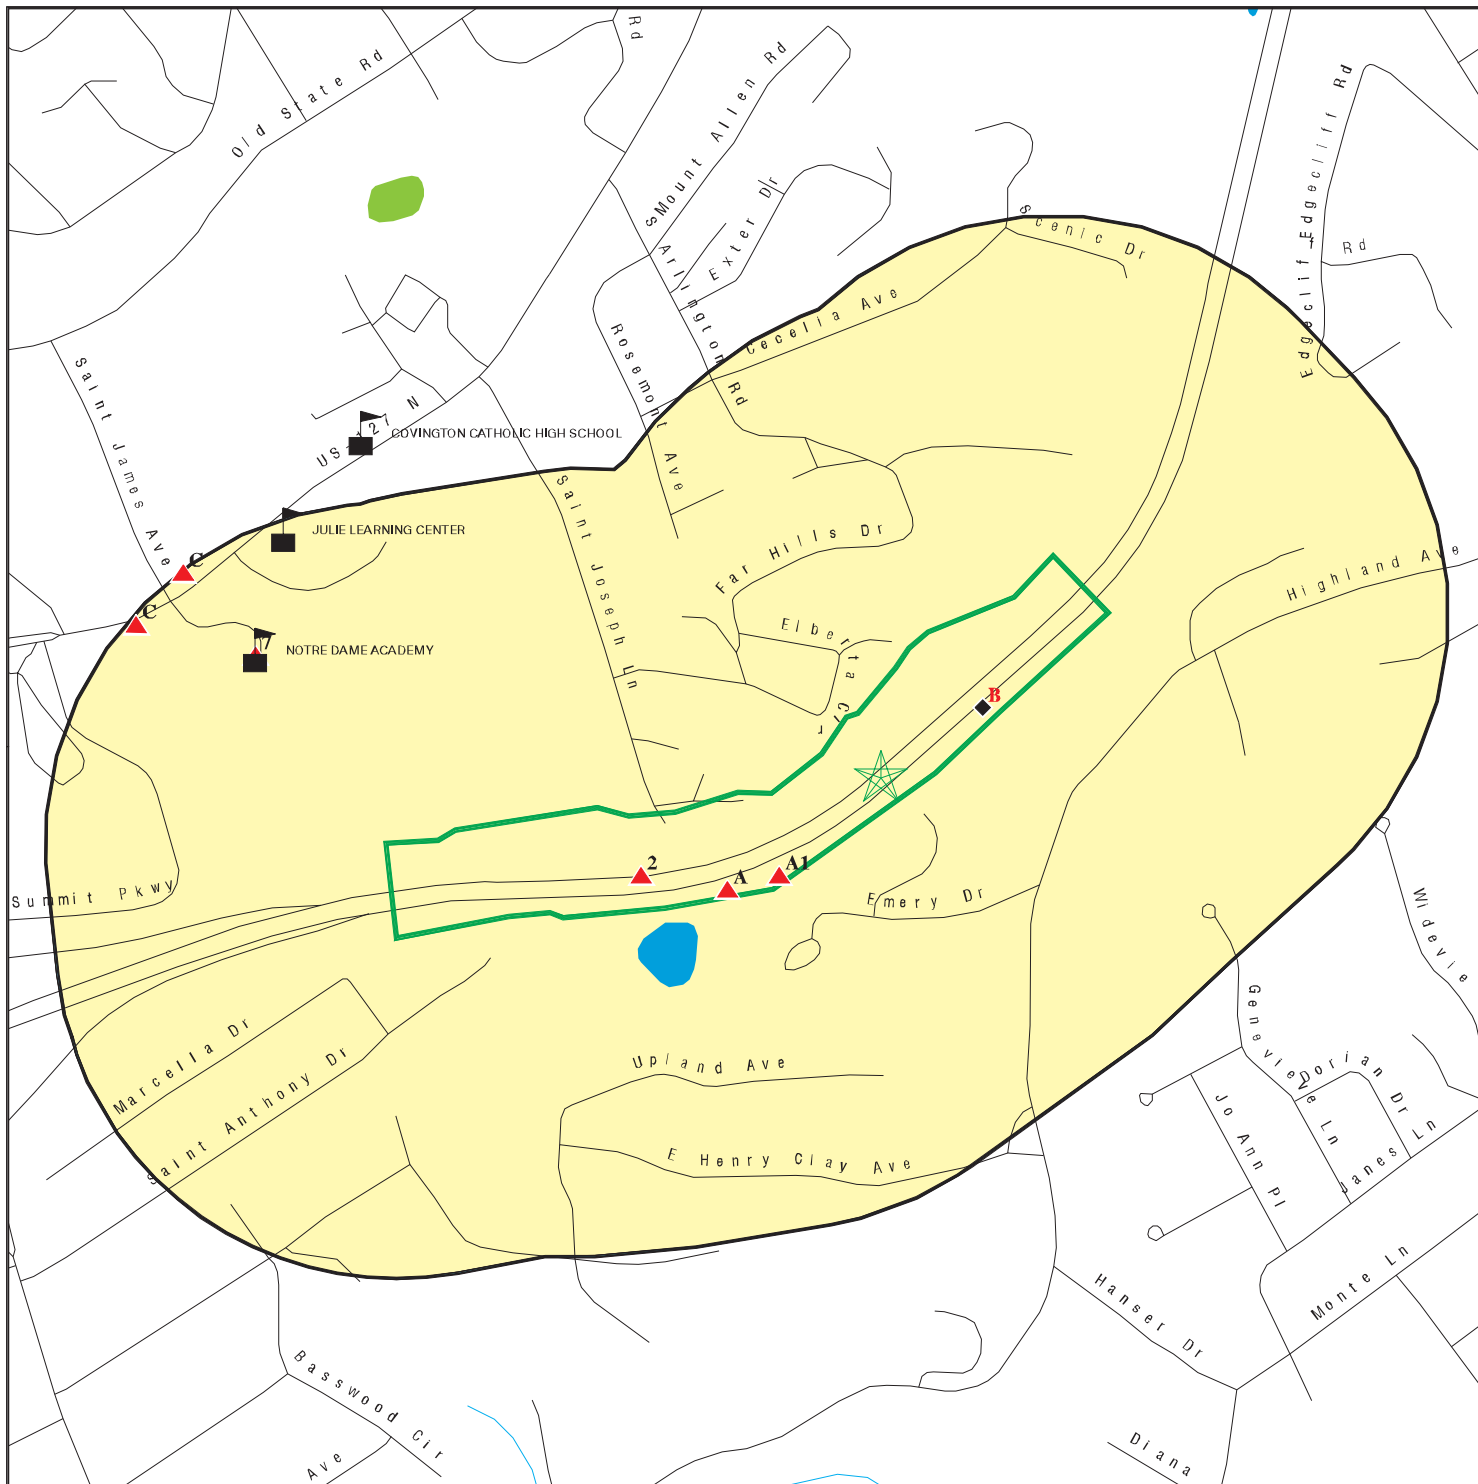 Rd
Old State Rd
Mount Allen Rd
Edgecliff Rd
Exter Dr
S Arlington Rd
Scenic Dr
Rd
Edgecliff
Cecelia Ave
Rosemont Ave
Saint James Ave
US 127 N
COVINGTON CATHOLIC HIGH SCHOOL
JULIE LEARNING CENTER
C
C
7
NOTRE DAME ACADEMY
Saint Joseph Ln
Far Hills Dr
Highland Ave
Elberta Cir
B
2
A
A1
Summit Pkwy
Emery Dr
Widevie
Genevieve Ln
Marcella Dr
Saint Anthony Dr
Upland Ave
Dorian Dr
Jo Ann Pl
Janes Ln
E Henry Clay Ave
Monte Ln
Hanser Dr
Basswood Cir
Ave
Diana